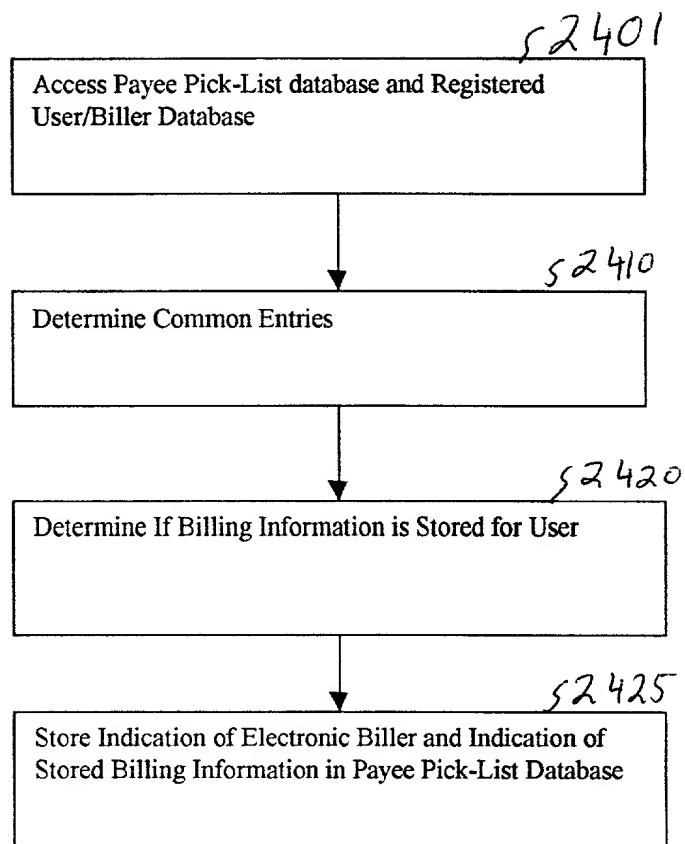 s2401
Access Payee Pick-List database and Registered
User/Biller Database
s2410
Determine Common Entries
s2420
Determine If Billing Information is Stored for User
s2425
Store Indication of Electronic Biller and Indication of
Stored Billing Information in Payee Pick-List Database